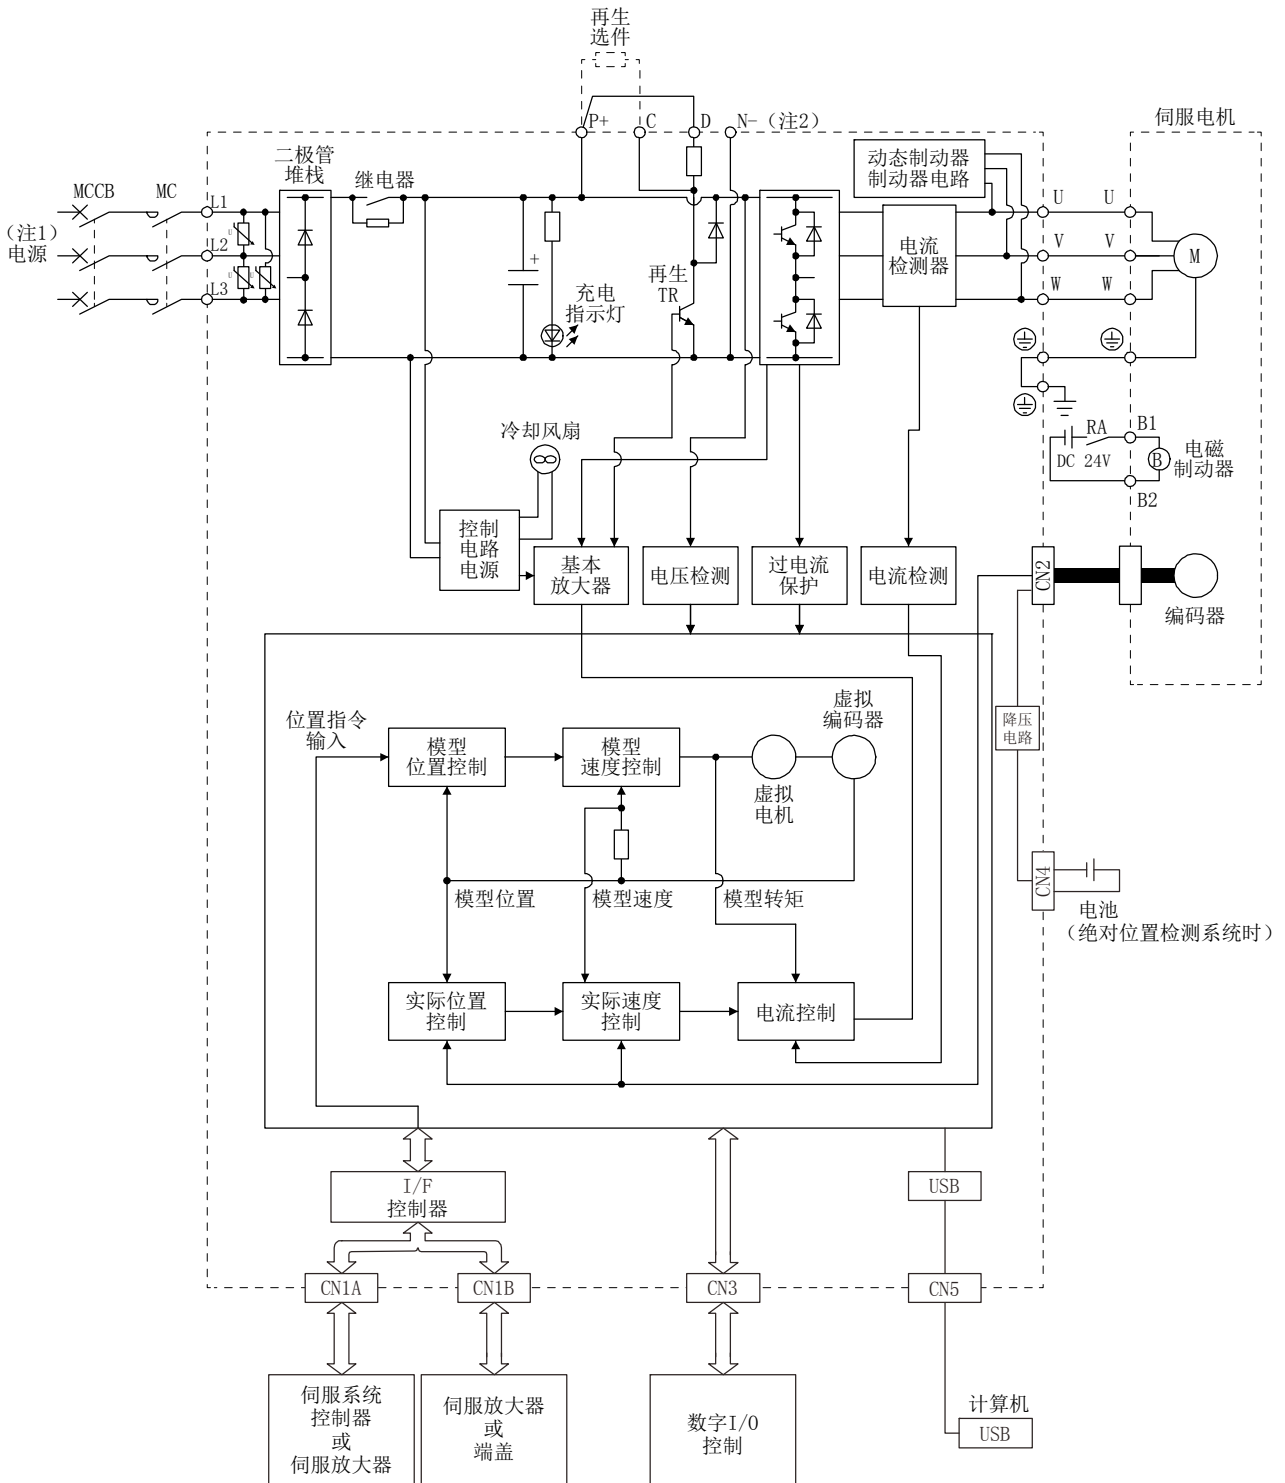 再生
选件
P+
C
D
N-（注2）
伺服电机
二极管
堆栈
继电器
动态制动器
制动器电路
MCCB
MC
L1
U
U
（注1）
电源
L2
电流
检测器
V
V
M
L3
再生
TR
W
W
+
充电
指示灯
冷却风扇
RA
B1
DC 24V
B
电磁
制动器
B2
控制
电路
电源
基本
放大器
电压检测
过电流
保护
电流检测
CN2
编码器
位置指令
输入
模型
位置控制
模型
速度控制
虚拟
编码器
虚拟
电机
降压
电路
模型位置
模型速度
模型转矩
CN4
电池
（绝对位置检测系统时）
实际位置
控制
实际速度
控制
电流控制
I/F
控制器
USB
CN1A
CN1B
CN3
CN5
伺服系统
控制器
或
伺服放大器
伺服放大器
或
端盖
数字I/O
控制
计算机
USB